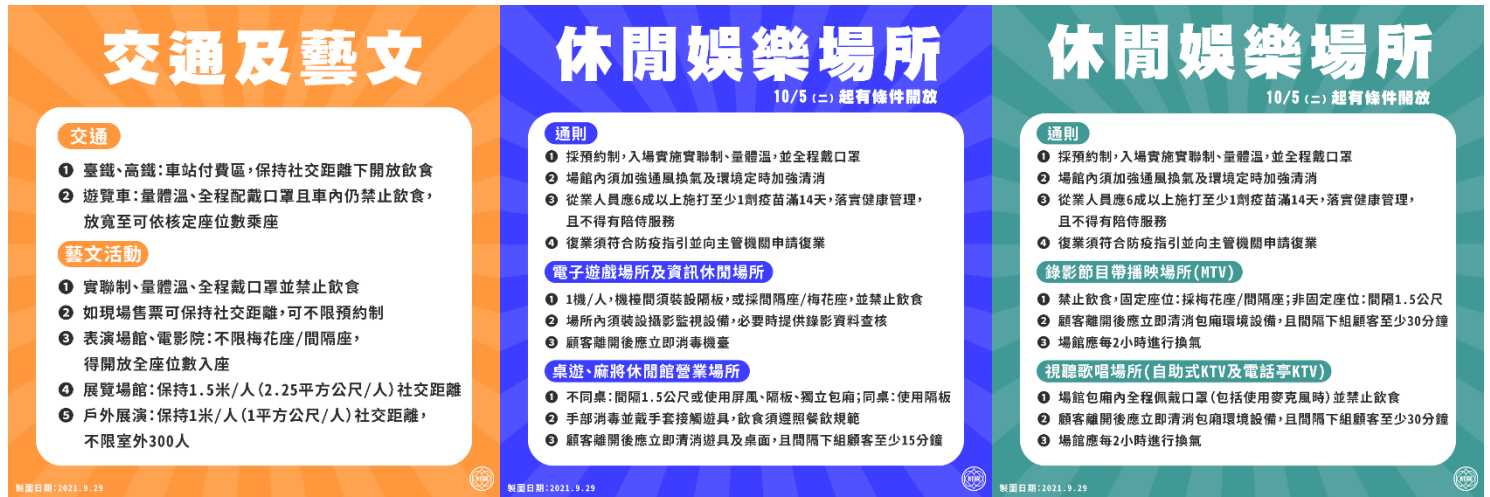 交通及藝文
交通
❶ 臺鐵、高鐵:車站付費區,保持社交距離下開放飲食
❷ 遊覽車:量體溫、全程配戴口罩且車內仍禁止飲食,
放寬至可依核定座位數乘座
藝文活動
❶ 實聯制、量體溫、全程戴口罩並禁止飲食
❷ 如現場售票可保持社交距離,可不限預約制
❸ 表演場館、電影院:不限梅花座/間隔座,
得開放全座位數入座
❹ 展覽場館:保持1.5米/人(2.25平方公尺/人)社交距離
❺ 戶外展演:保持1米/人(1平方公尺/人)社交距離,
不限室外300人
製圖日期:2021.9.29
休閒娛樂場所
10/5(二)起有條件開放
通則
❶ 採預約制,入場實施實聯制、量體溫,並全程戴口罩
❷ 場館內須加強通風換氣及環境定時加強清消
❸ 從業人員應6成以上施打至少1劑疫苗滿14天,落實健康管理,
且不得有陪侍服務
❹ 復業須符合防疫指引並向主管機關申請復業
電子遊戲場所及資訊休閒場所
❶ 1機/人,機檯間須裝設隔板,或採間隔座/梅花座,並禁止飲食
❷ 場所內須裝設攝影監視設備,必要時提供錄影資料查核
❸ 顧客離開後應立即消毒機臺
桌遊、麻將休閒館營業場所
❶ 不同桌:間隔1.5公尺或使用屏風、隔板、獨立包廂;同桌:使用隔板
❷ 手部消毒並戴手套接觸遊具,飲食須遵照餐飲規範
❸ 顧客離開後應立即清消遊具及桌面,且間隔下組顧客至少15分鐘
製圖日期:2021.9.29
休閒娛樂場所
10/5(二)起有條件開放
通則
❶ 採預約制,入場實施實聯制、量體溫,並全程戴口罩
❷ 場館內須加強通風換氣及環境定時加強清消
❸ 從業人員應6成以上施打至少1劑疫苗滿14天,落實健康管理,
且不得有陪侍服務
❹ 復業須符合防疫指引並向主管機關申請復業
錄影節目帶播映場所(MTV)
❶ 禁止飲食,固定座位:採梅花座/間隔座;非固定座位:間隔1.5公尺
❷ 顧客離開後應立即清消包廂環境設備,且間隔下組顧客至少30分鐘
❸ 場館應每2小時進行換氣
視聽歌唱場所(自助式KTV及電話亭KTV)
❶ 場館包廂內全程佩戴口罩(包括使用麥克風時)並禁止飲食
❷ 顧客離開後應立即清消包廂環境設備,且間隔下組顧客至少30分鐘
❸ 場館應每2小時進行換氣
製圖日期:2021.9.29